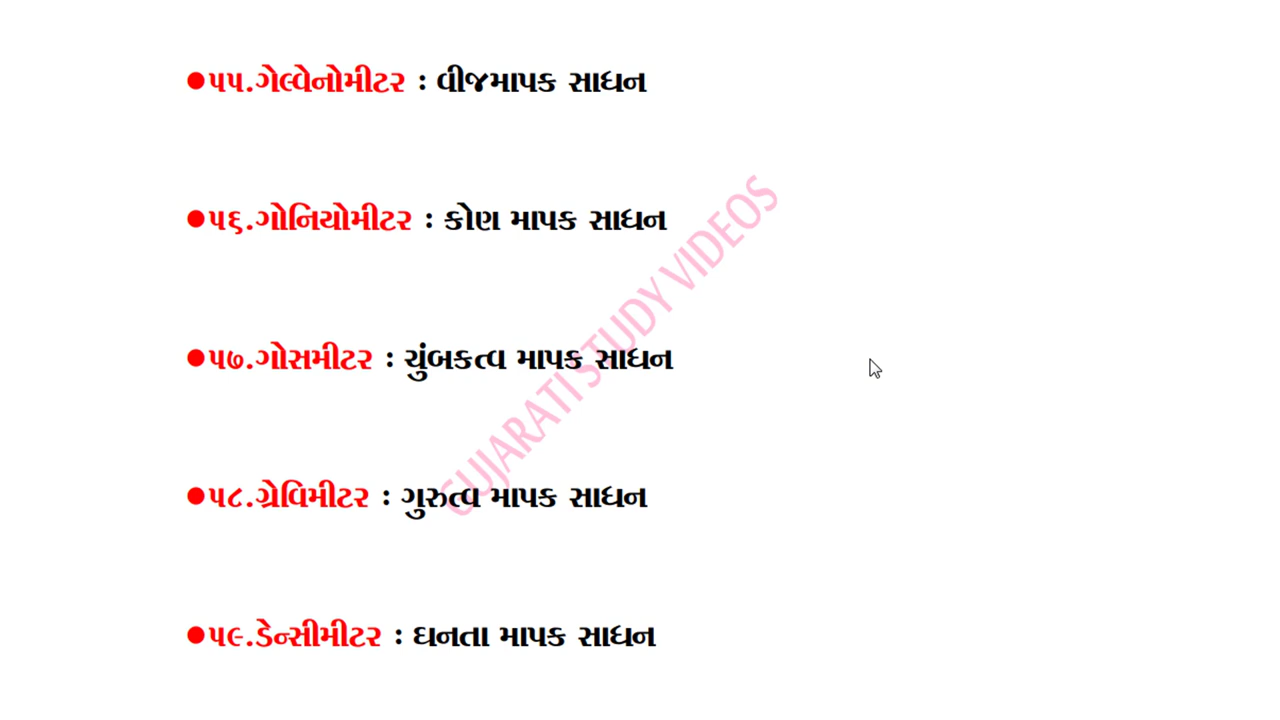 ●૫૫.ગેલ્વેનોમીટર : વીજમાપક સાધન
●૫૬.ગોનિયોમીટર : કોણ માપક સાધન
●૫૭.ગોસમીટર : ચુંબકત્વ માપક સાધન
●૫૮.ગ્રેવિમીટર : ગુરુત્વ માપક સાધન
●૫૯.ડેન્સીમીટર : ઘનતા માપક સાધન
GUJARATI STUDY VIDEOS